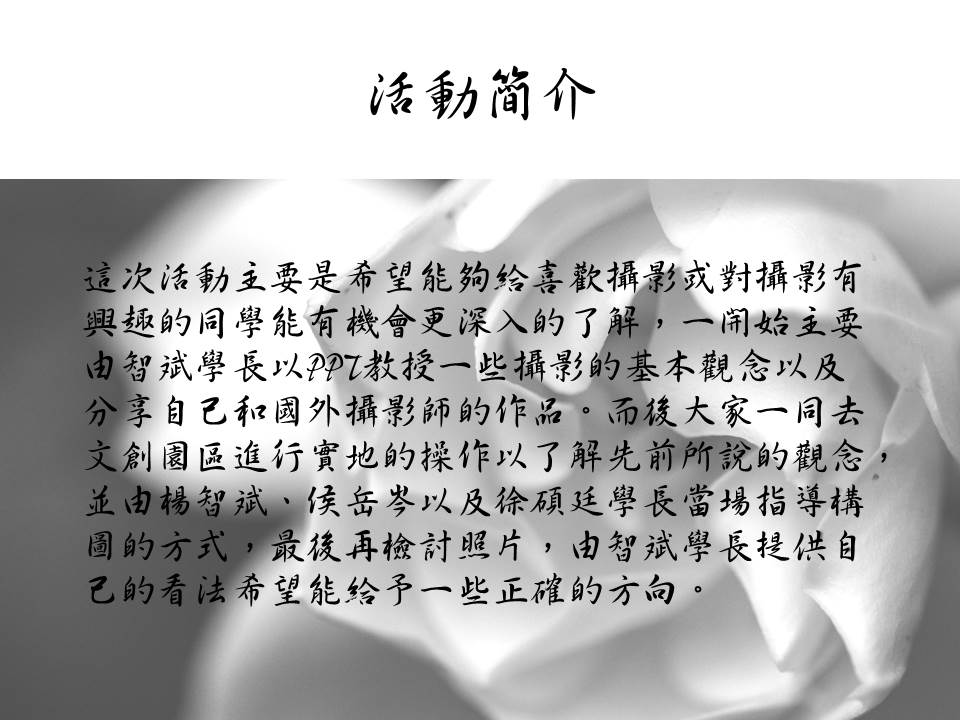 活動簡介
這次活動主要是希望能夠給喜歡攝影或對攝影有
興趣的同學能有機會更深入的了解，一開始主要
由智斌學長以PPT教授一些攝影的基本觀念以及
分享自己和國外攝影師的作品。而後大家一同去
文創園區進行實地的操作以了解先前所說的觀念，
並由楊智斌、侯岳岑以及徐碩廷學長當場指導構
圖的方式，最後再檢討照片，由智斌學長提供自
己的看法希望能給予一些正確的方向。